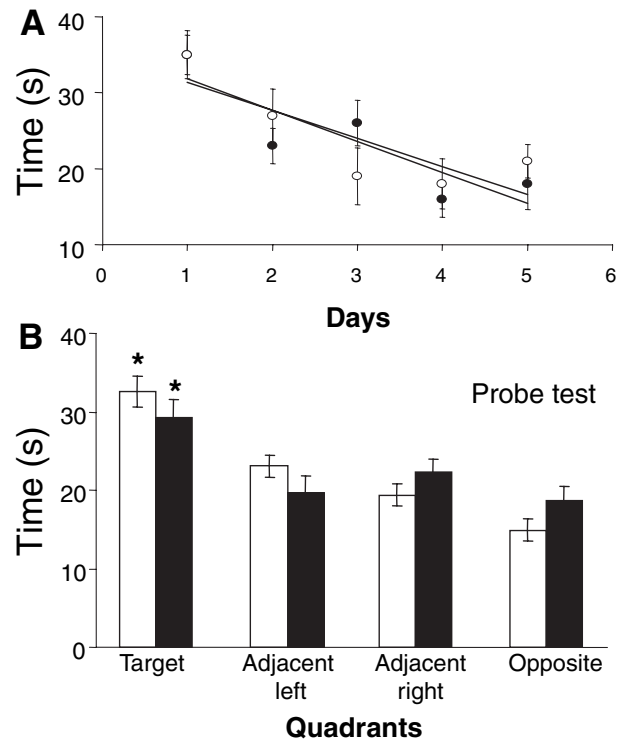 A
40
30
20
10
Time (s)
0 1 2 3 4 5 6
Days
B
40
30
20
10
0
Time (s)
* *
Probe test
Target Adjacent left Adjacent right Opposite
Quadrants